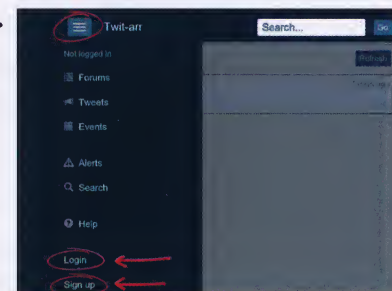 Twit-arr Search... Go
Not logged in
Refresh
Forums
Tweets
Events
Alerts
Search
Help
Login
Sign up